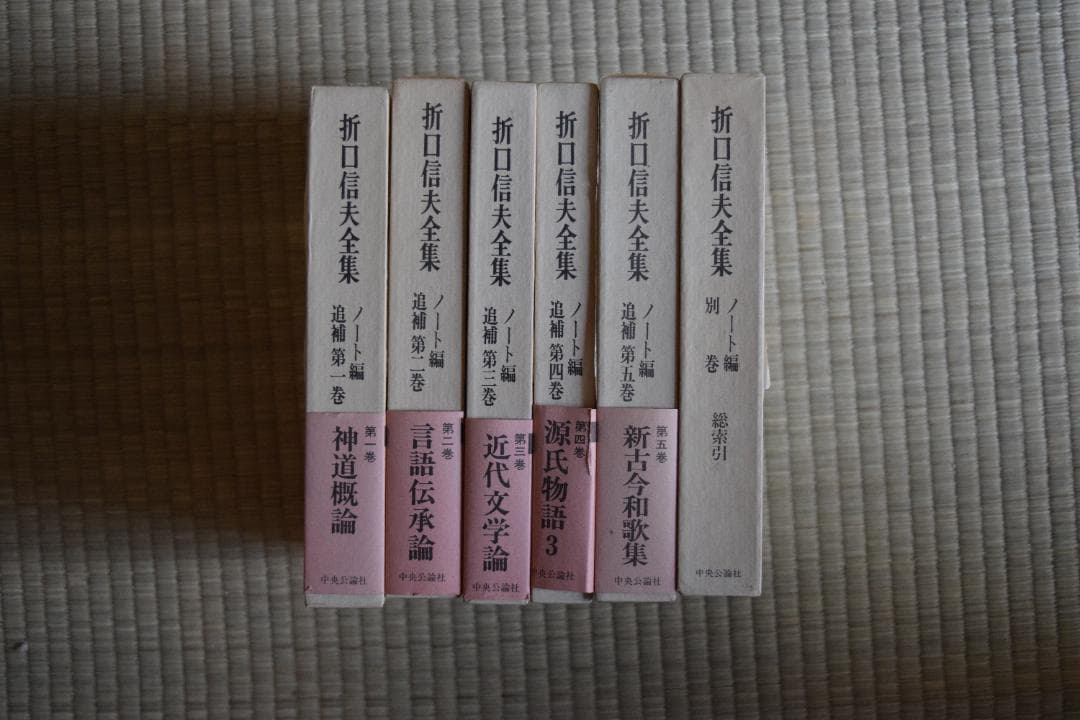 折口信夫全集
ノート編
追補 第一巻
第一巻
神道概論
中央公論社
折口信夫全集
ノート編
追補 第二巻
第二巻
言語伝承論
中央公論社
折口信夫全集
ノート編
追補 第三巻
第三巻
近代文学論
中央公論社
折口信夫全集
ノート編
追補 第四巻
第四巻
源氏物語3
中央公論社
折口信夫全集
ノート編
追補 第五巻
第五巻
新古今和歌集
中央公論社
折口信夫全集
ノート編
別巻
総索引
中央公論社